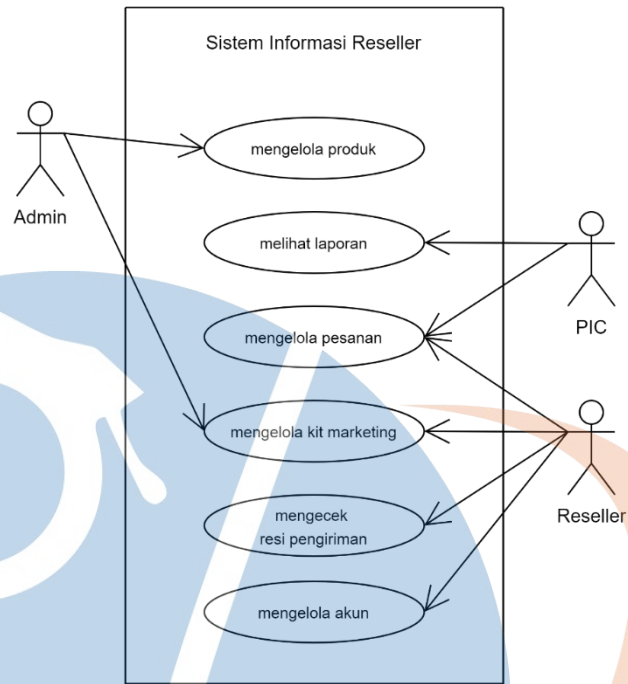 Sistem Informasi Reseller
mengelola produk
Admin
melihat laporan
PIC
mengelola pesanan
mengelola kit marketing
Reseller
mengecek
resi pengiriman
mengelola akun